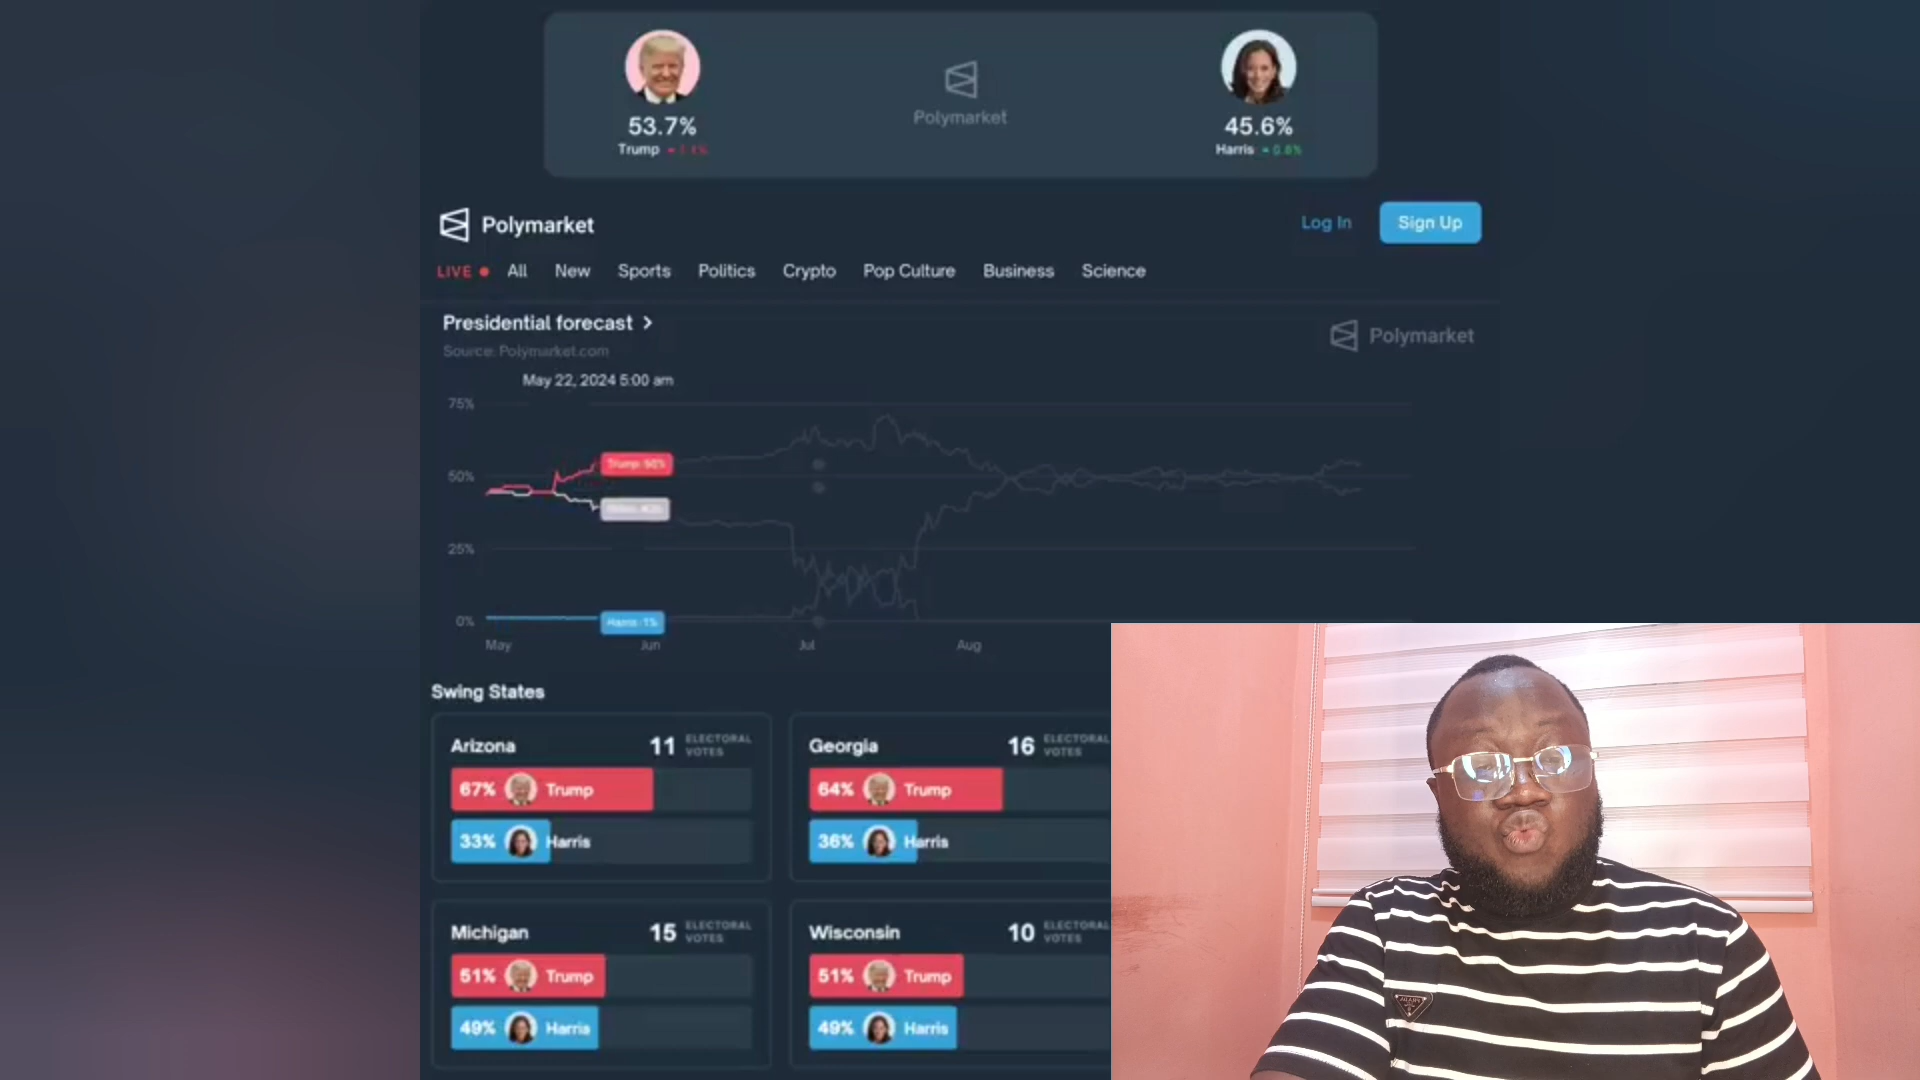 53.7%
Trump
Polymarket
45.6%
Harris 0.8%
Polymarket
Log In
Sign Up
LIVE
All
New
Sports
Politics
Crypto
Pop Culture
Business
Science
Presidential forecast
Source: Polymarket.com
Polymarket
May 22, 2024 5:00 am
75%
50%
25%
0%
Harris 1%
May
Jun
Jul
Aug
Swing States
Arizona
11 ELECTORAL VOTES
67% Trump
33% Harris
Georgia
16 ELECTORAL VOTES
64% Trump
36% Harris
Michigan
15 ELECTORAL VOTES
51% Trump
49% Harris
Wisconsin
10 ELECTORAL VOTES
51% Trump
49% Harris